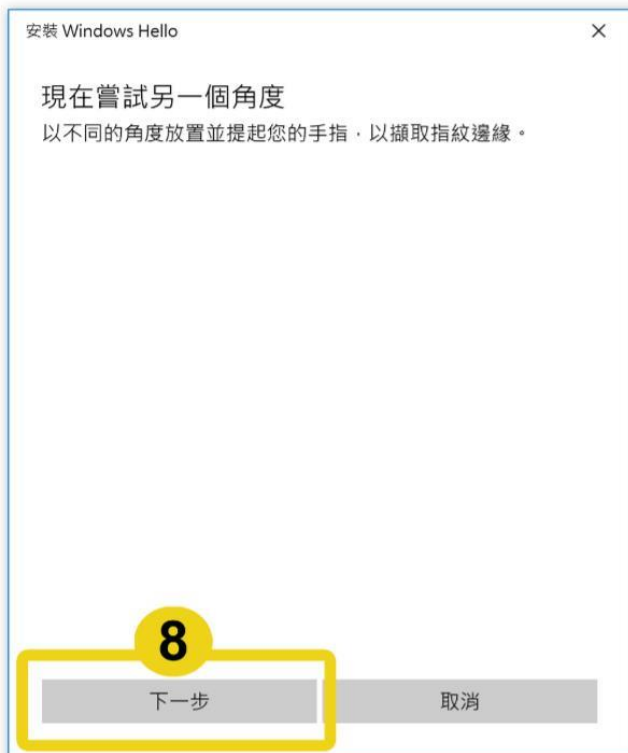 安裝 Windows Hello
現在嘗試另一個角度
以不同的角度放置並提起您的手指，以擷取指紋邊緣。
8
下一步
取消